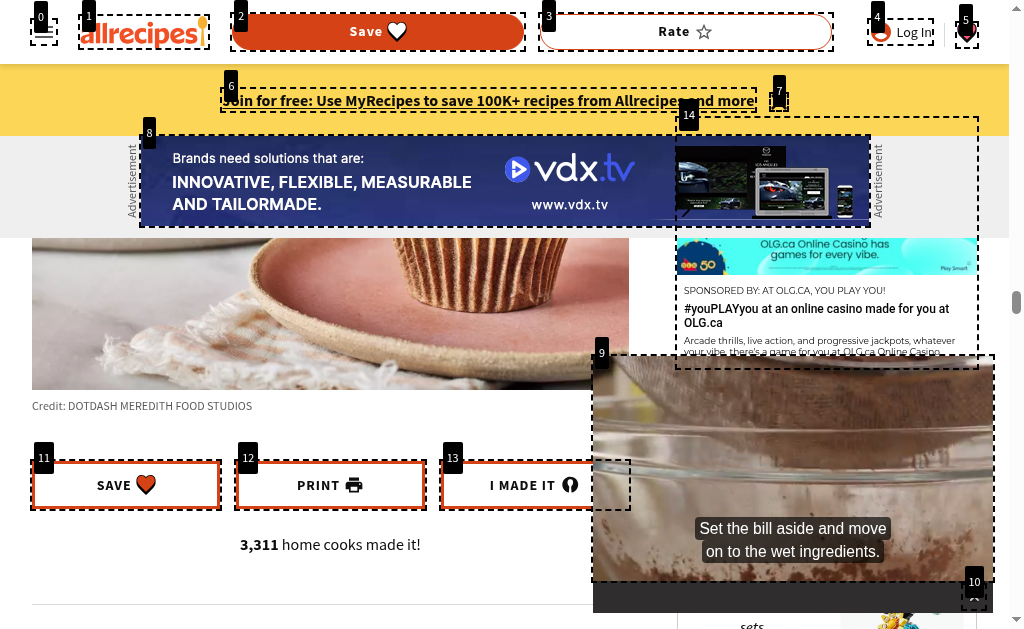 0
1
2
3
4
5
allrecipes
Save
Rate
Log In
6
7
Join for free: Use MyRecipes to save 100K+ recipes from Allrecipes and more
14
8
Advertisement
Brands need solutions that are:
INNOVATIVE, FLEXIBLE, MEASURABLE
AND TAILORMADE.
vdx.tv
www.vdx.tv
Advertisement
OLG.ca Online Casino has
games for every vibe.
50
Play Smart
SPONSORED BY: AT OLG.CA, YOU PLAY YOU!
#youPLAYyou at an online casino made for you at
OLG.ca
Arcade thrills, live action, and progressive jackpots, whatever
your vibe, there's a game for you at OLG.ca Online Casino.
9
Credit: DOTDASH MEREDITH FOOD STUDIOS
11
12
13
SAVE
PRINT
I MADE IT
Set the bill aside and move
on to the wet ingredients.
3,311 home cooks made it!
10
sets